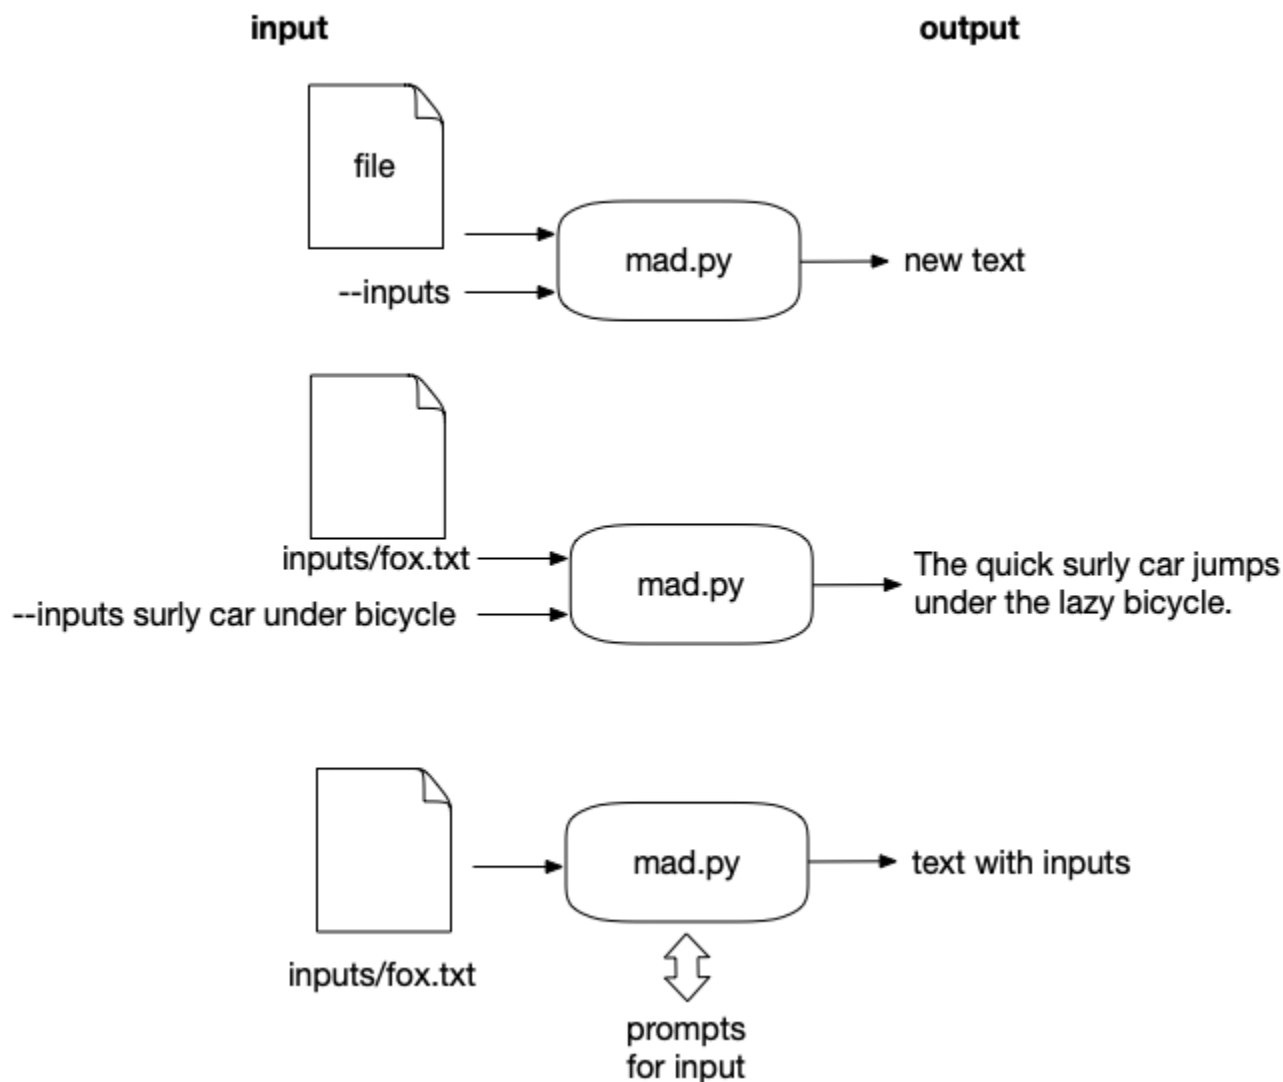 input
output
file
mad.py
new text
--inputs
inputs/fox.txt
mad.py
The quick surly car jumps
under the lazy bicycle.
--inputs surly car under bicycle
mad.py
text with inputs
inputs/fox.txt
prompts
for input